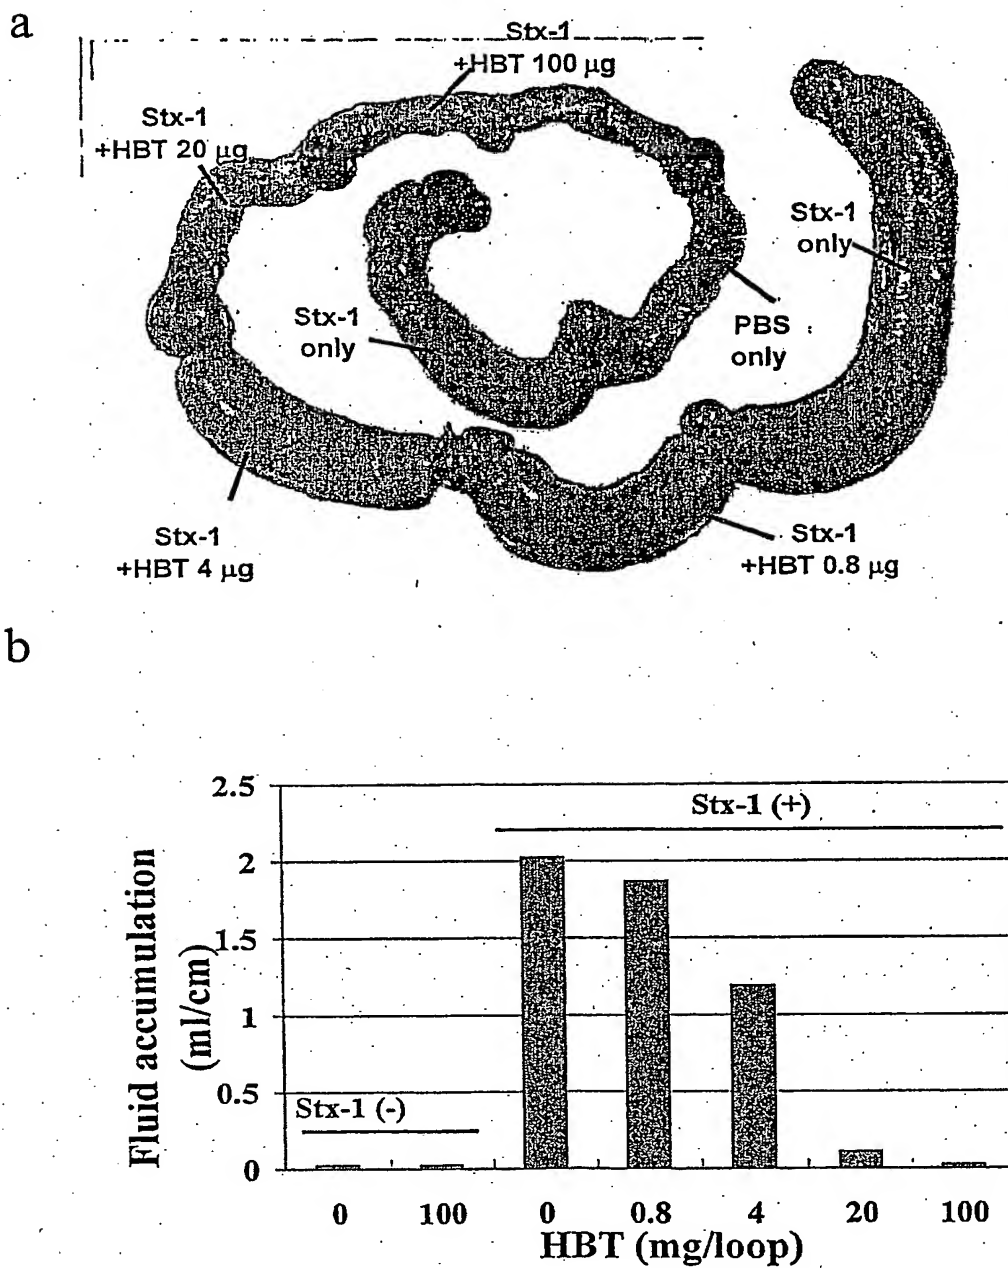 a
Stx-1
+HBT 100 µg
Stx-1
+HBT 20 µg
Stx-1
only
Stx-1
only
PBS
only
Stx-1
+HBT 4 µg
Stx-1
+HBT 0.8 µg
b
2.5
2
1.5
1
0.5
0
Fluid accumulation
(ml/cm)
Stx-1 (+)
Stx-1 (-)
0 100 0 0.8 4 20 100
HBT (mg/loop)